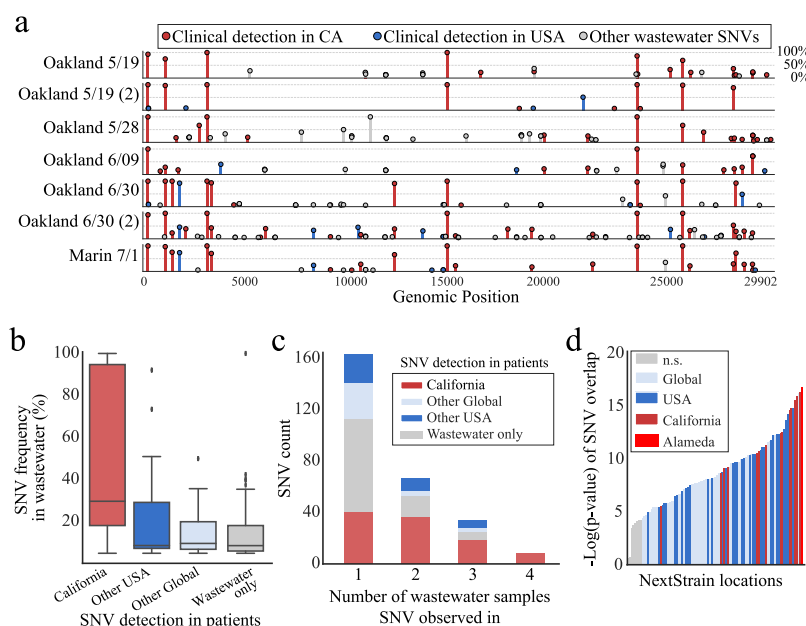 a
Clinical detection in CA
Clinical detection in USA
Other wastewater SNVs
Oakland 5/19
100%
50%
0%
Oakland 5/19 (2)
Oakland 5/28
Oakland 6/09
Oakland 6/30
Oakland 6/30 (2)
Marin 7/1
0 5000 10000 15000 20000 25000 29902
Genomic Position
b
SNV frequency
in wastewater (%)
100
80
60
40
20
California
Other USA
Other Global
Wastewater
only
SNV detection in patients
c
SNV count
160
120
80
40
0
SNV detection in patients
California
Other Global
Other USA
Wastewater only
1 2 3 4
Number of wastewater samples
SNV observed in
d
-Log(p-value) of SNV overlap
20
15
10
5
0
n.s.
Global
USA
California
Alameda
NextStrain locations